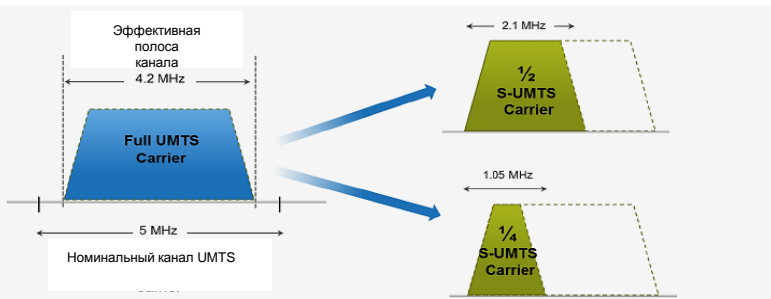 Эффективная
полоса
канала
4.2 MHz
Full UMTS
Carrier
5 MHz
Номинальный канал UMTS
2.1 MHz
½
S-UMTS
Carrier
1.05 MHz
¼
S-UMTS
Carrier